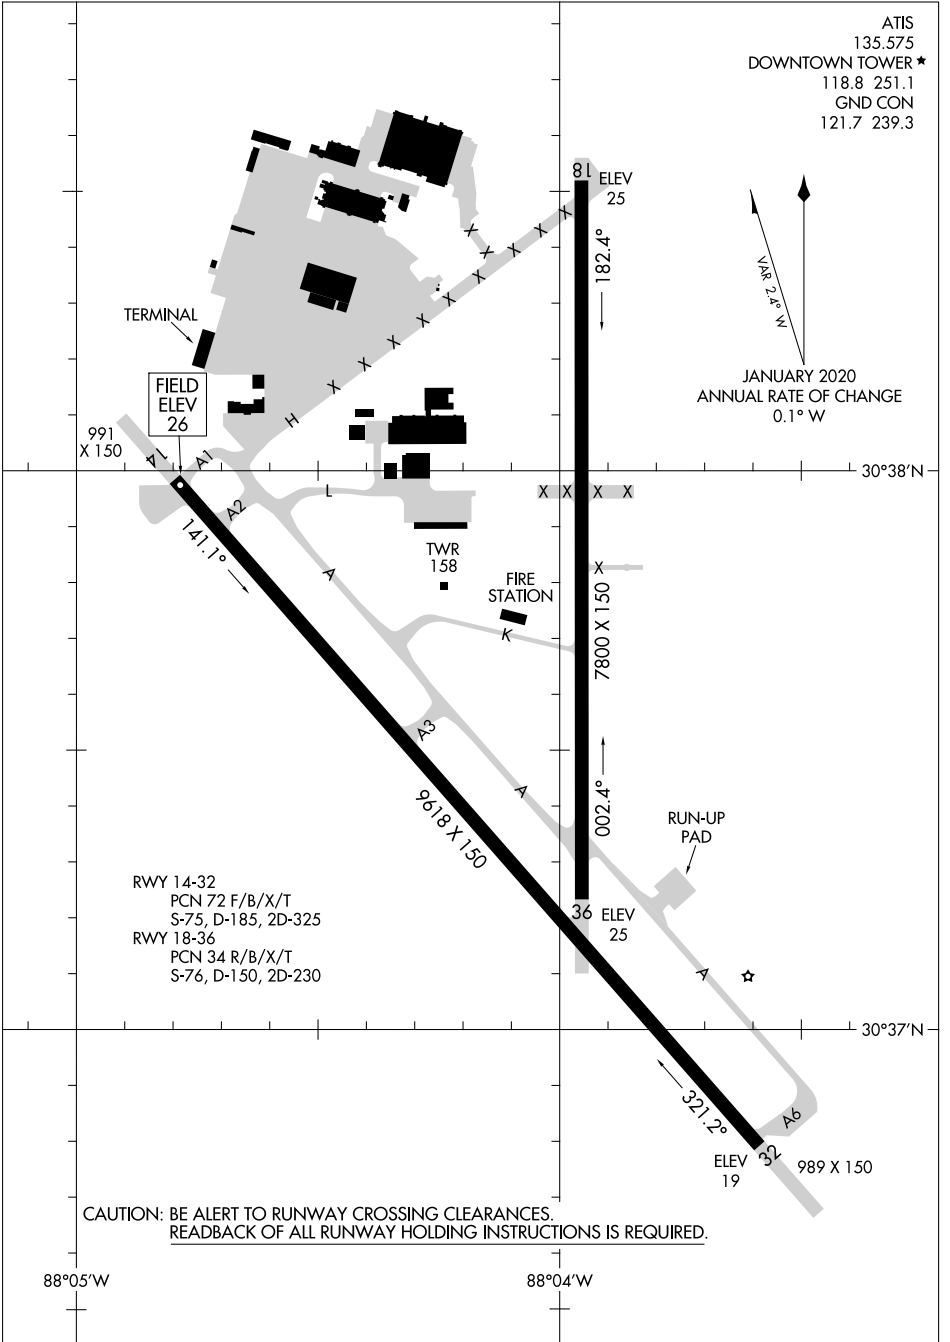 ATIS
135.575
DOWNTOWN TOWER
118.8 251.1
GND CON
121.7 239.3
18
ELEV
25
182.4°
VAR 2.4° W
JANUARY 2020
ANNUAL RATE OF CHANGE
0.1° W
X
X
X
X
X
X
X
X
X
X
X
TERMINAL
FIELD
ELEV
26
991
X 150
14
A1
H
30°38'N
A2
L
X X X X
141.1°
TWR
158
A
FIRE
STATION
X
K
7800 X 150
A3
A
9618 X 150
002.4°
RUN-UP
PAD
RWY 14-32
PCN 72 F/B/X/T
S-75, D-185, 2D-325
RWY 18-36
PCN 34 R/B/X/T
S-76, D-150, 2D-230
36
ELEV
25
A
30°37'N
321.2°
A6
32
ELEV
19
989 X 150
CAUTION: BE ALERT TO RUNWAY CROSSING CLEARANCES.
READBACK OF ALL RUNWAY HOLDING INSTRUCTIONS IS REQUIRED.
88°05'W
88°04'W